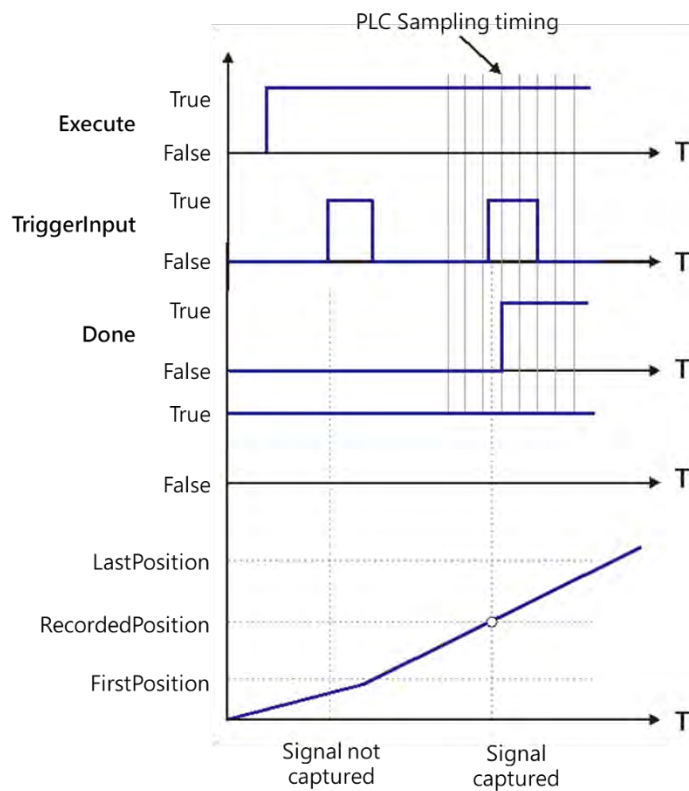 PLC Sampling timing
True
Execute
False
T
True
TriggerInput
False
T
True
Done
False
T
True
False
T
LastPosition
RecordedPosition
FirstPosition
T
Signal not
captured
Signal
captured